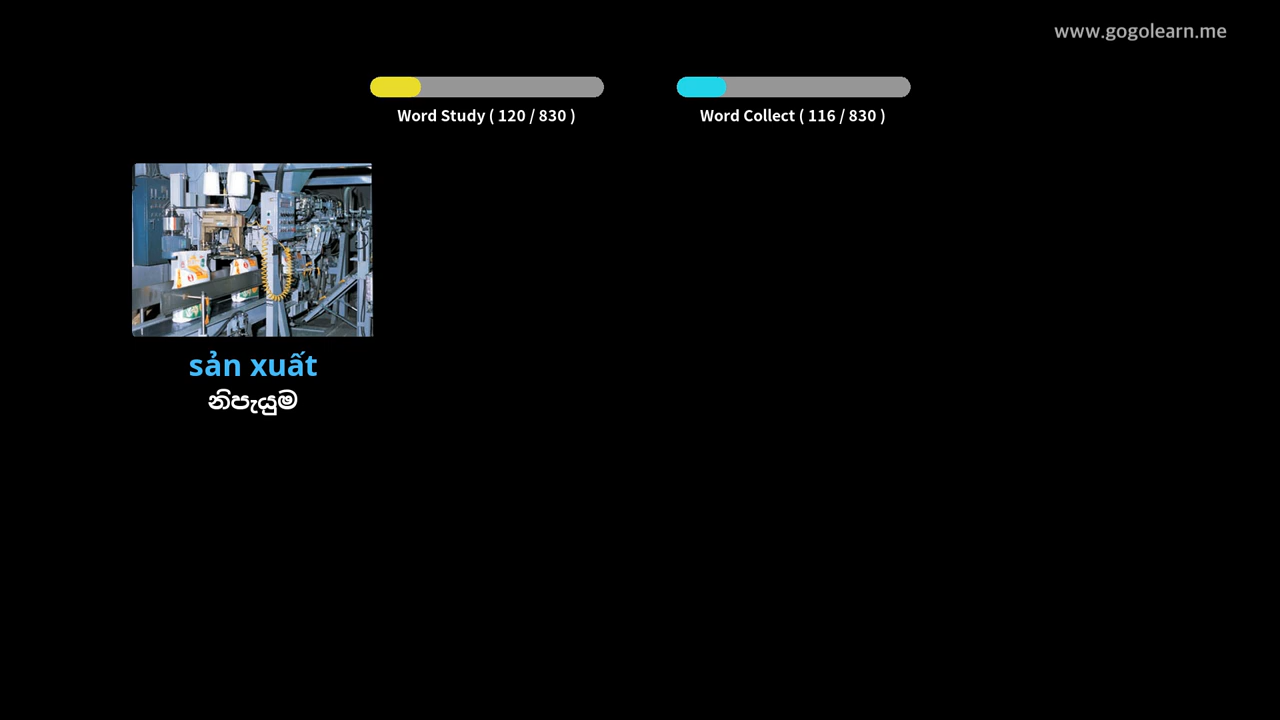 www.gogolearn.me
Word Study ( 120 / 830 )
Word Collect ( 116 / 830 )
sản xuất
නිපැයුම